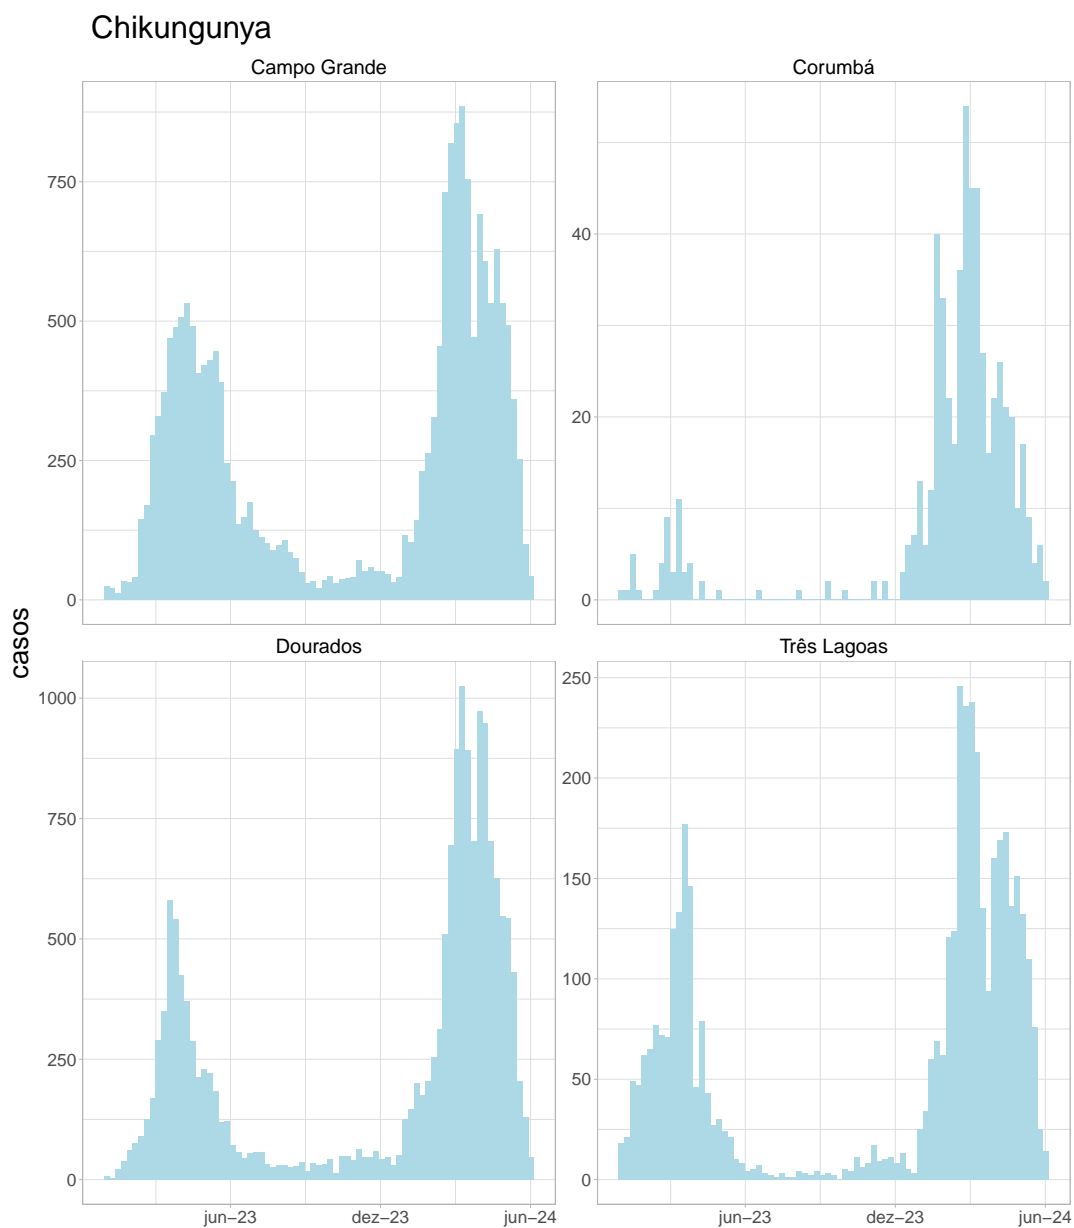 Chikungunya
Campo Grande
Corumbá
750
500
250
0
40
20
0
casos
Dourados
Três Lagoas
1000
750
500
250
0
250
200
150
100
50
0
jun−23
dez−23
jun−24
jun−23
dez−23
jun−24